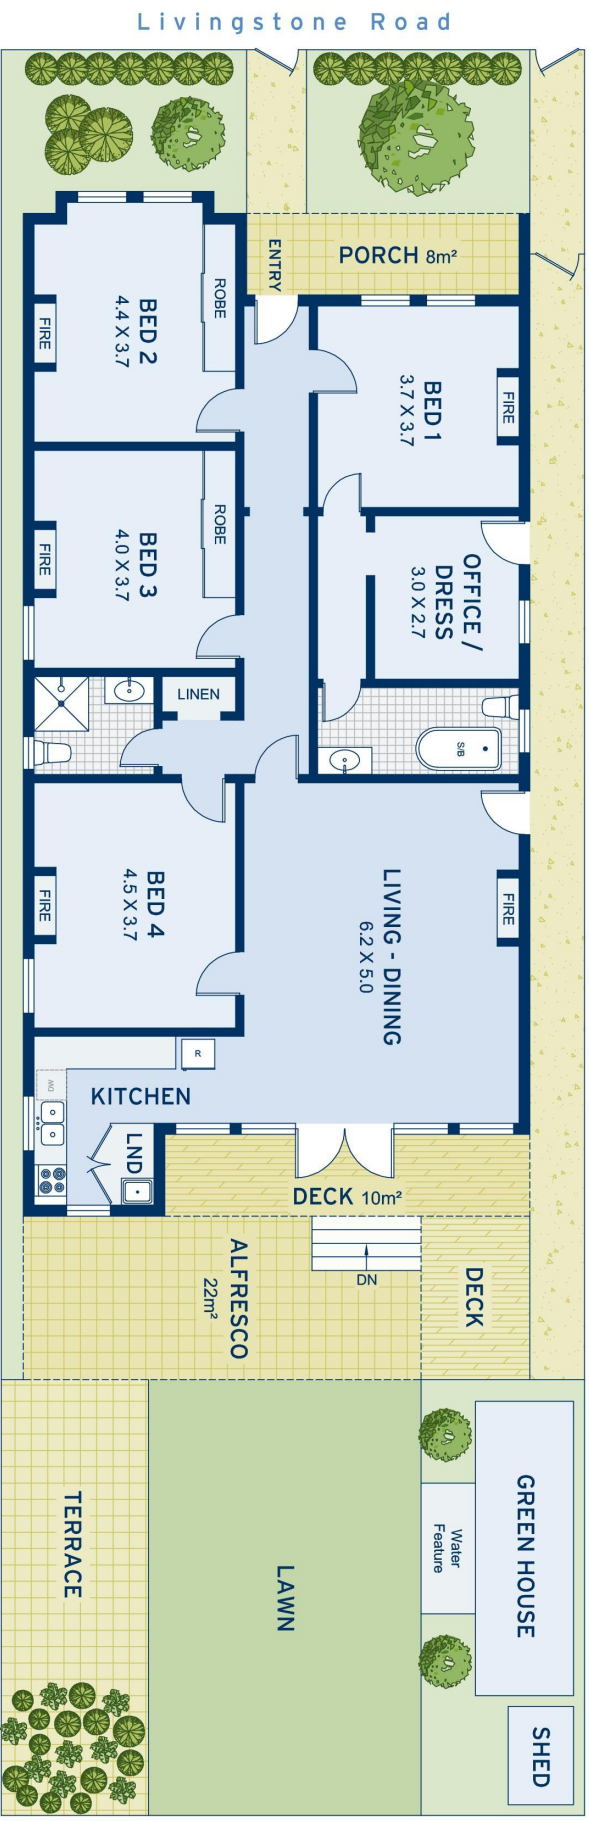 Livingstone Road
ENTRY
PORCH 8m²
BED 2
4.4 X 3.7
ROBE
FIRE
BED 1
3.7 X 3.7
FIRE
BED 3
4.0 X 3.7
ROBE
FIRE
OFFICE /
DRESS
3.0 X 2.7
LINEN
S/B
BED 4
4.5 X 3.7
FIRE
LIVING - DINING
6.2 X 5.0
FIRE
R
DW
KITCHEN
LND
DECK 10m²
ALFRESCO
22m²
DN
DECK
TERRACE
LAWN
Water
Feature
GREEN HOUSE
SHED